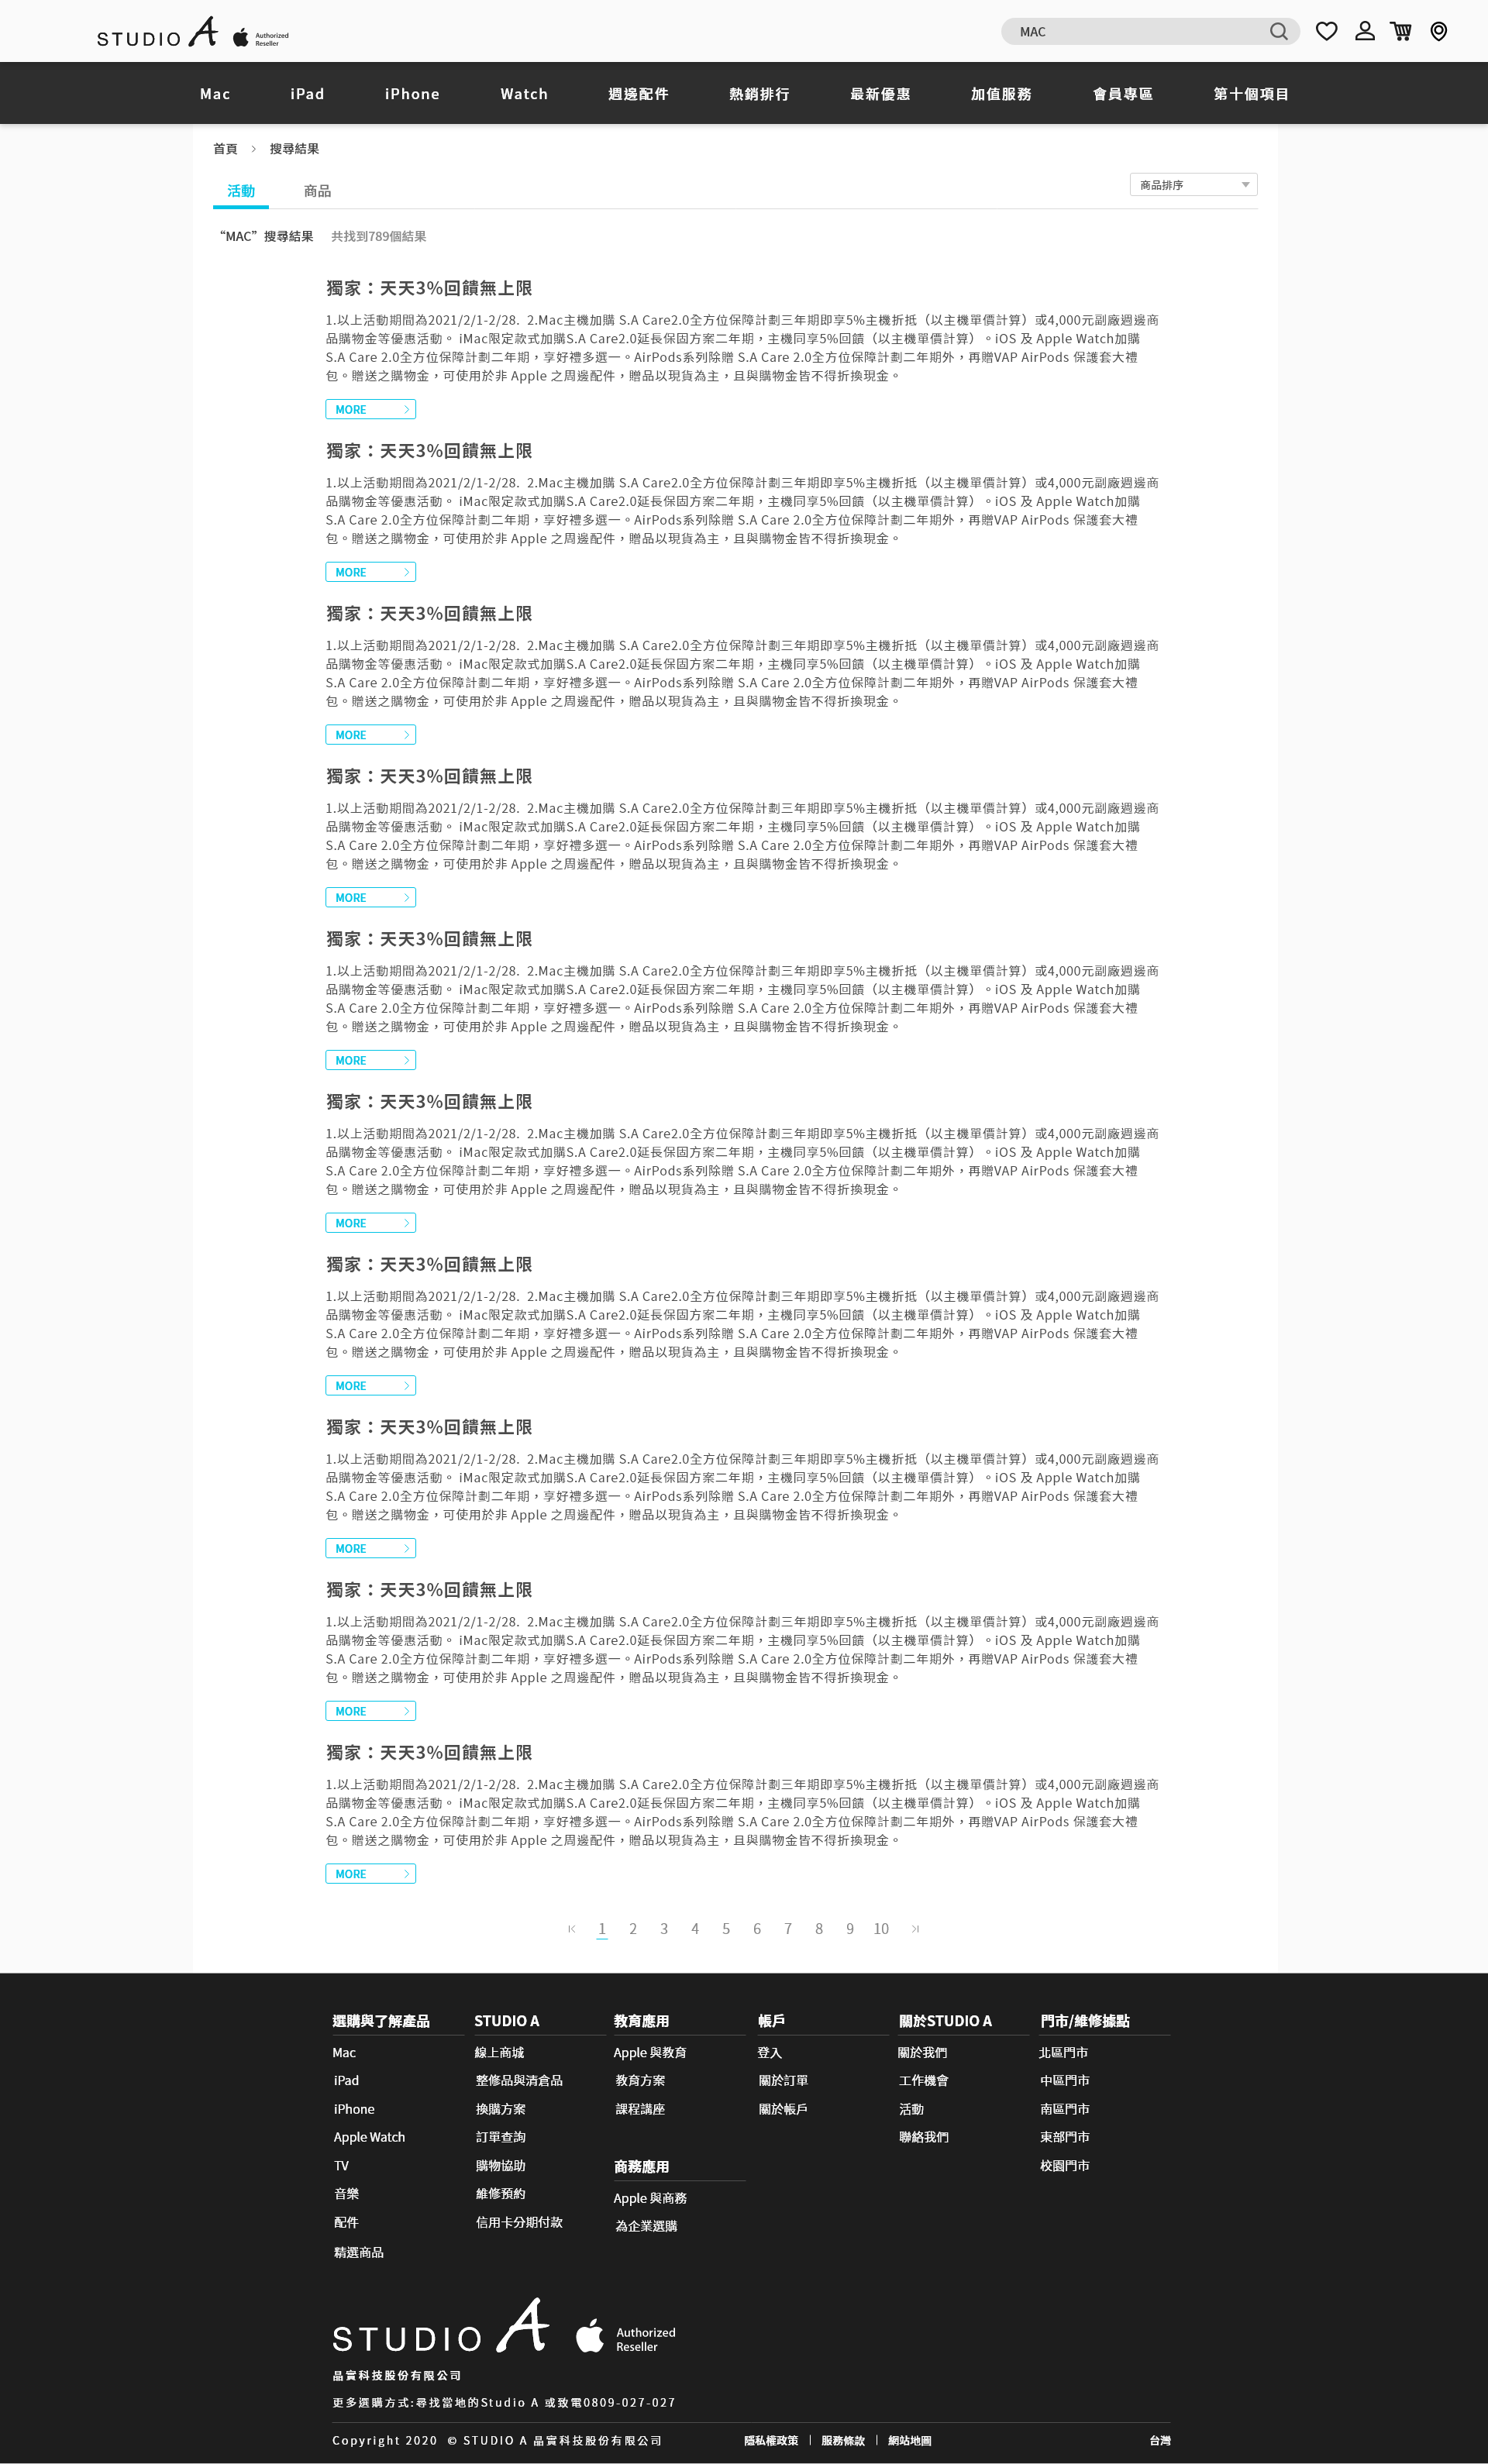 STUDIO A Authorized Reseller
MAC
Mac iPad iPhone Watch 週邊配件 熱銷排行 最新優惠 加值服務 會員專區 第十個項目
首頁 > 搜尋結果
活動 商品 商品排序
“MAC”搜尋結果 共找到789個結果
獨家：天天3%回饋無上限
1.以上活動期間為2021/2/1-2/28. 2.Mac主機加購 S.A Care2.0全方位保障計劃三年期即享5%主機折抵（以主機單價計算）或4,000元副廠週邊商
品購物金等優惠活動。 iMac限定款式加購S.A Care2.0延長保固方案二年期，主機同享5%回饋（以主機單價計算）。iOS 及 Apple Watch加購
S.A Care 2.0全方位保障計劃二年期，享好禮多選一。AirPods系列除贈 S.A Care 2.0全方位保障計劃二年期外，再贈VAP AirPods 保護套大禮
包。贈送之購物金，可使用於非 Apple 之周邊配件，贈品以現貨為主，且與購物金皆不得折換現金。
MORE
獨家：天天3%回饋無上限
1.以上活動期間為2021/2/1-2/28. 2.Mac主機加購 S.A Care2.0全方位保障計劃三年期即享5%主機折抵（以主機單價計算）或4,000元副廠週邊商
品購物金等優惠活動。 iMac限定款式加購S.A Care2.0延長保固方案二年期，主機同享5%回饋（以主機單價計算）。iOS 及 Apple Watch加購
S.A Care 2.0全方位保障計劃二年期，享好禮多選一。AirPods系列除贈 S.A Care 2.0全方位保障計劃二年期外，再贈VAP AirPods 保護套大禮
包。贈送之購物金，可使用於非 Apple 之周邊配件，贈品以現貨為主，且與購物金皆不得折換現金。
MORE
獨家：天天3%回饋無上限
1.以上活動期間為2021/2/1-2/28. 2.Mac主機加購 S.A Care2.0全方位保障計劃三年期即享5%主機折抵（以主機單價計算）或4,000元副廠週邊商
品購物金等優惠活動。 iMac限定款式加購S.A Care2.0延長保固方案二年期，主機同享5%回饋（以主機單價計算）。iOS 及 Apple Watch加購
S.A Care 2.0全方位保障計劃二年期，享好禮多選一。AirPods系列除贈 S.A Care 2.0全方位保障計劃二年期外，再贈VAP AirPods 保護套大禮
包。贈送之購物金，可使用於非 Apple 之周邊配件，贈品以現貨為主，且與購物金皆不得折換現金。
MORE
獨家：天天3%回饋無上限
1.以上活動期間為2021/2/1-2/28. 2.Mac主機加購 S.A Care2.0全方位保障計劃三年期即享5%主機折抵（以主機單價計算）或4,000元副廠週邊商
品購物金等優惠活動。 iMac限定款式加購S.A Care2.0延長保固方案二年期，主機同享5%回饋（以主機單價計算）。iOS 及 Apple Watch加購
S.A Care 2.0全方位保障計劃二年期，享好禮多選一。AirPods系列除贈 S.A Care 2.0全方位保障計劃二年期外，再贈VAP AirPods 保護套大禮
包。贈送之購物金，可使用於非 Apple 之周邊配件，贈品以現貨為主，且與購物金皆不得折換現金。
MORE
獨家：天天3%回饋無上限
1.以上活動期間為2021/2/1-2/28. 2.Mac主機加購 S.A Care2.0全方位保障計劃三年期即享5%主機折抵（以主機單價計算）或4,000元副廠週邊商
品購物金等優惠活動。 iMac限定款式加購S.A Care2.0延長保固方案二年期，主機同享5%回饋（以主機單價計算）。iOS 及 Apple Watch加購
S.A Care 2.0全方位保障計劃二年期，享好禮多選一。AirPods系列除贈 S.A Care 2.0全方位保障計劃二年期外，再贈VAP AirPods 保護套大禮
包。贈送之購物金，可使用於非 Apple 之周邊配件，贈品以現貨為主，且與購物金皆不得折換現金。
MORE
獨家：天天3%回饋無上限
1.以上活動期間為2021/2/1-2/28. 2.Mac主機加購 S.A Care2.0全方位保障計劃三年期即享5%主機折抵（以主機單價計算）或4,000元副廠週邊商
品購物金等優惠活動。 iMac限定款式加購S.A Care2.0延長保固方案二年期，主機同享5%回饋（以主機單價計算）。iOS 及 Apple Watch加購
S.A Care 2.0全方位保障計劃二年期，享好禮多選一。AirPods系列除贈 S.A Care 2.0全方位保障計劃二年期外，再贈VAP AirPods 保護套大禮
包。贈送之購物金，可使用於非 Apple 之周邊配件，贈品以現貨為主，且與購物金皆不得折換現金。
MORE
獨家：天天3%回饋無上限
1.以上活動期間為2021/2/1-2/28. 2.Mac主機加購 S.A Care2.0全方位保障計劃三年期即享5%主機折抵（以主機單價計算）或4,000元副廠週邊商
品購物金等優惠活動。 iMac限定款式加購S.A Care2.0延長保固方案二年期，主機同享5%回饋（以主機單價計算）。iOS 及 Apple Watch加購
S.A Care 2.0全方位保障計劃二年期，享好禮多選一。AirPods系列除贈 S.A Care 2.0全方位保障計劃二年期外，再贈VAP AirPods 保護套大禮
包。贈送之購物金，可使用於非 Apple 之周邊配件，贈品以現貨為主，且與購物金皆不得折換現金。
MORE
獨家：天天3%回饋無上限
1.以上活動期間為2021/2/1-2/28. 2.Mac主機加購 S.A Care2.0全方位保障計劃三年期即享5%主機折抵（以主機單價計算）或4,000元副廠週邊商
品購物金等優惠活動。 iMac限定款式加購S.A Care2.0延長保固方案二年期，主機同享5%回饋（以主機單價計算）。iOS 及 Apple Watch加購
S.A Care 2.0全方位保障計劃二年期，享好禮多選一。AirPods系列除贈 S.A Care 2.0全方位保障計劃二年期外，再贈VAP AirPods 保護套大禮
包。贈送之購物金，可使用於非 Apple 之周邊配件，贈品以現貨為主，且與購物金皆不得折換現金。
MORE
獨家：天天3%回饋無上限
1.以上活動期間為2021/2/1-2/28. 2.Mac主機加購 S.A Care2.0全方位保障計劃三年期即享5%主機折抵（以主機單價計算）或4,000元副廠週邊商
品購物金等優惠活動。 iMac限定款式加購S.A Care2.0延長保固方案二年期，主機同享5%回饋（以主機單價計算）。iOS 及 Apple Watch加購
S.A Care 2.0全方位保障計劃二年期，享好禮多選一。AirPods系列除贈 S.A Care 2.0全方位保障計劃二年期外，再贈VAP AirPods 保護套大禮
包。贈送之購物金，可使用於非 Apple 之周邊配件，贈品以現貨為主，且與購物金皆不得折換現金。
MORE
獨家：天天3%回饋無上限
1.以上活動期間為2021/2/1-2/28. 2.Mac主機加購 S.A Care2.0全方位保障計劃三年期即享5%主機折抵（以主機單價計算）或4,000元副廠週邊商
品購物金等優惠活動。 iMac限定款式加購S.A Care2.0延長保固方案二年期，主機同享5%回饋（以主機單價計算）。iOS 及 Apple Watch加購
S.A Care 2.0全方位保障計劃二年期，享好禮多選一。AirPods系列除贈 S.A Care 2.0全方位保障計劃二年期外，再贈VAP AirPods 保護套大禮
包。贈送之購物金，可使用於非 Apple 之周邊配件，贈品以現貨為主，且與購物金皆不得折換現金。
MORE
1 2 3 4 5 6 7 8 9 10
選購與了解產品
Mac
iPad
iPhone
Apple Watch
TV
音樂
配件
精選商品
STUDIO A
線上商城
整修品與清倉品
換購方案
訂單查詢
購物協助
維修預約
信用卡分期付款
教育應用
Apple 與教育
教育方案
課程講座
商務應用
Apple 與商務
為企業選購
帳戶
登入
關於訂單
關於帳戶
關於STUDIO A
關於我們
工作機會
活動
聯絡我們
門市/維修據點
北區門市
中區門市
南區門市
東部門市
校園門市
STUDIO A Authorized Reseller
晶實科技股份有限公司
更多選購方式:尋找當地的Studio A 或致電0809-027-027
Copyright 2020 © STUDIO A 晶實科技股份有限公司 隱私權政策 | 服務條款 | 網站地圖 台灣